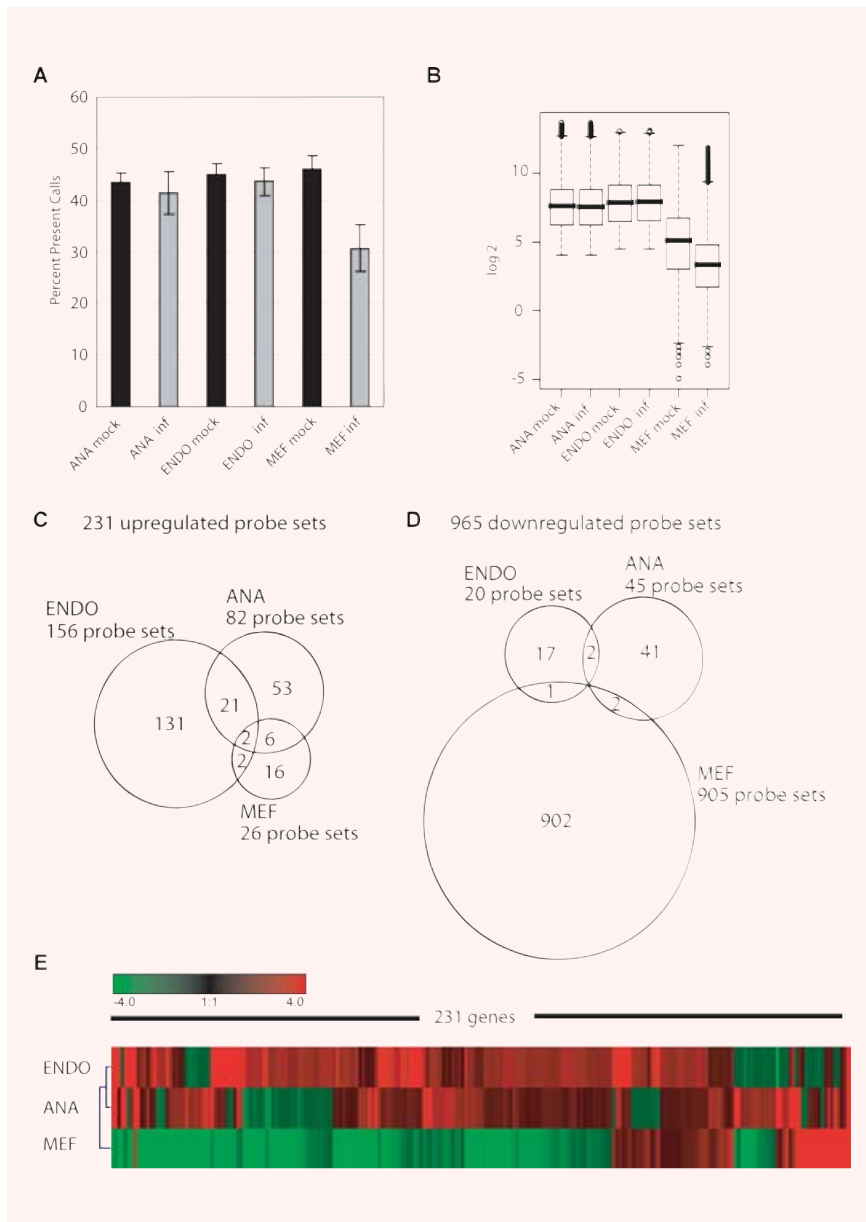 A
B
60
50
40
30
20
10
0
Percent Present Calls
ANA mock
ANA inf
ENDO mock
ENDO inf
MEF mock
MEF inf
10
5
0
-5
log 2
ANA mock
ANA inf
ENDO mock
ENDO inf
MEF mock
MEF inf
C 231 upregulated probe sets
ENDO
156 probe sets
ANA
82 probe sets
131
21
53
2
6
2
16
MEF
26 probe sets
D 965 downregulated probe sets
ENDO
20 probe sets
ANA
45 probe sets
17
2
41
1
2
902
MEF
905 probe sets
E
-4.0 1:1 4.0
231 genes
ENDO
ANA
MEF